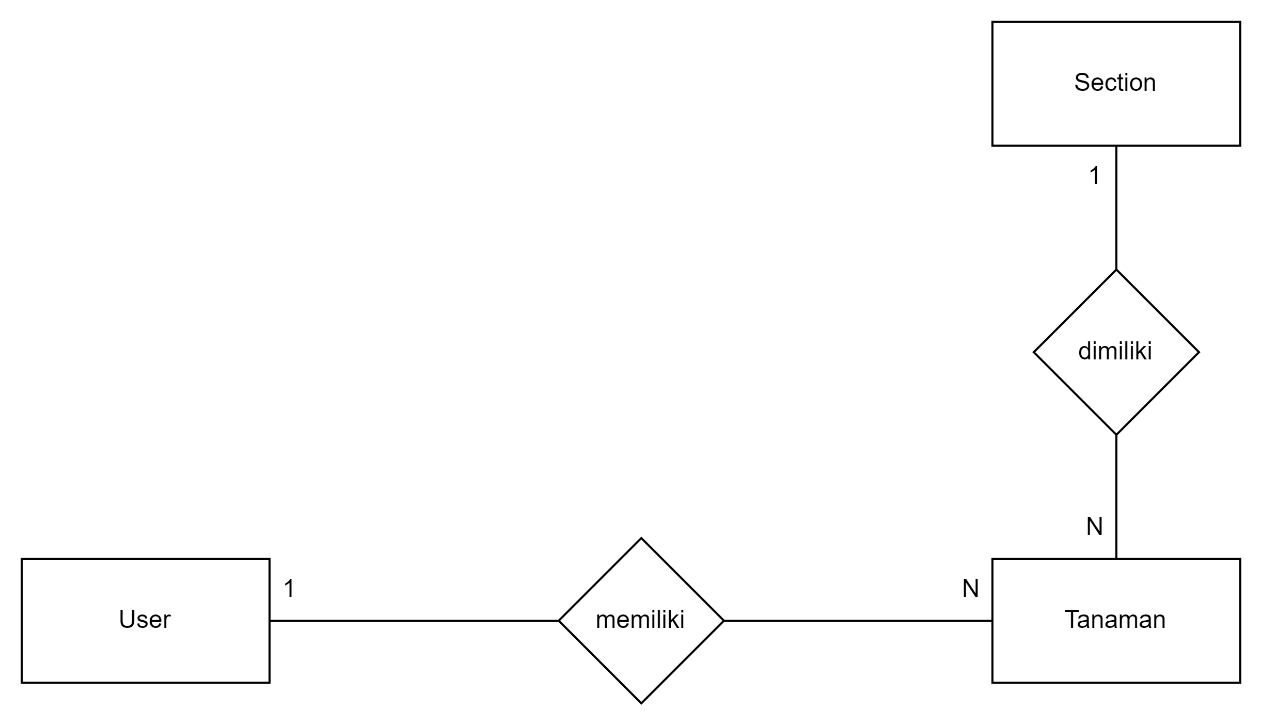 Section
1
dimiliki
N
User
1
memiliki
N
Tanaman